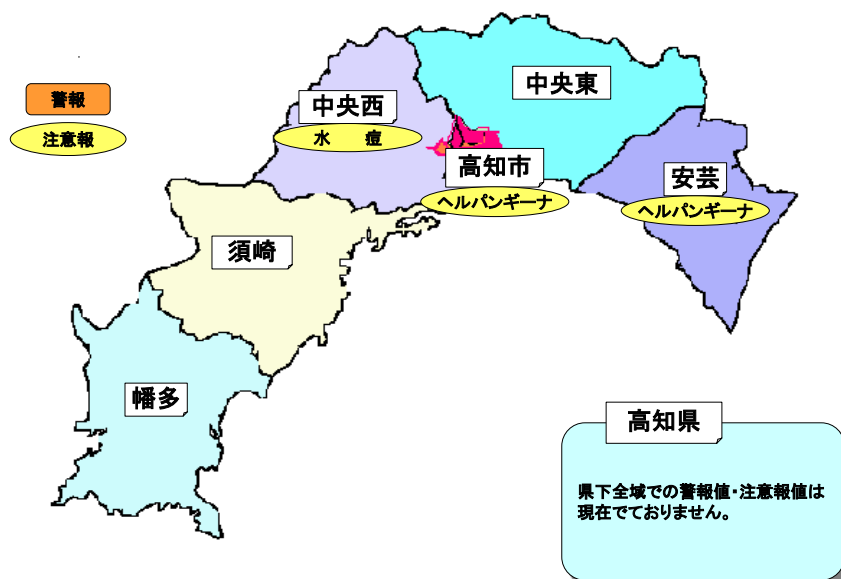 警報
注意報
中央東
中央西
水　痘
高知市
ヘルパンギーナ
安芸
ヘルパンギーナ
須崎
幡多
高知県
県下全域での警報値・注意報値は
現在でておりません。